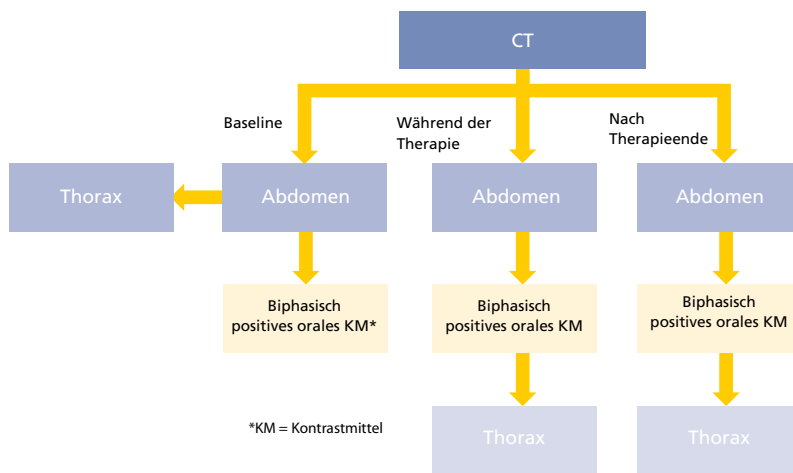 CT
Baseline
Während der
Therapie
Nach
Therapieende
Thorax
Abdomen
Abdomen
Abdomen
Biphasisch
positives orales KM*
Biphasisch
positives orales KM
Biphasisch
positives orales KM
*KM = Kontrastmittel
Thorax
Thorax